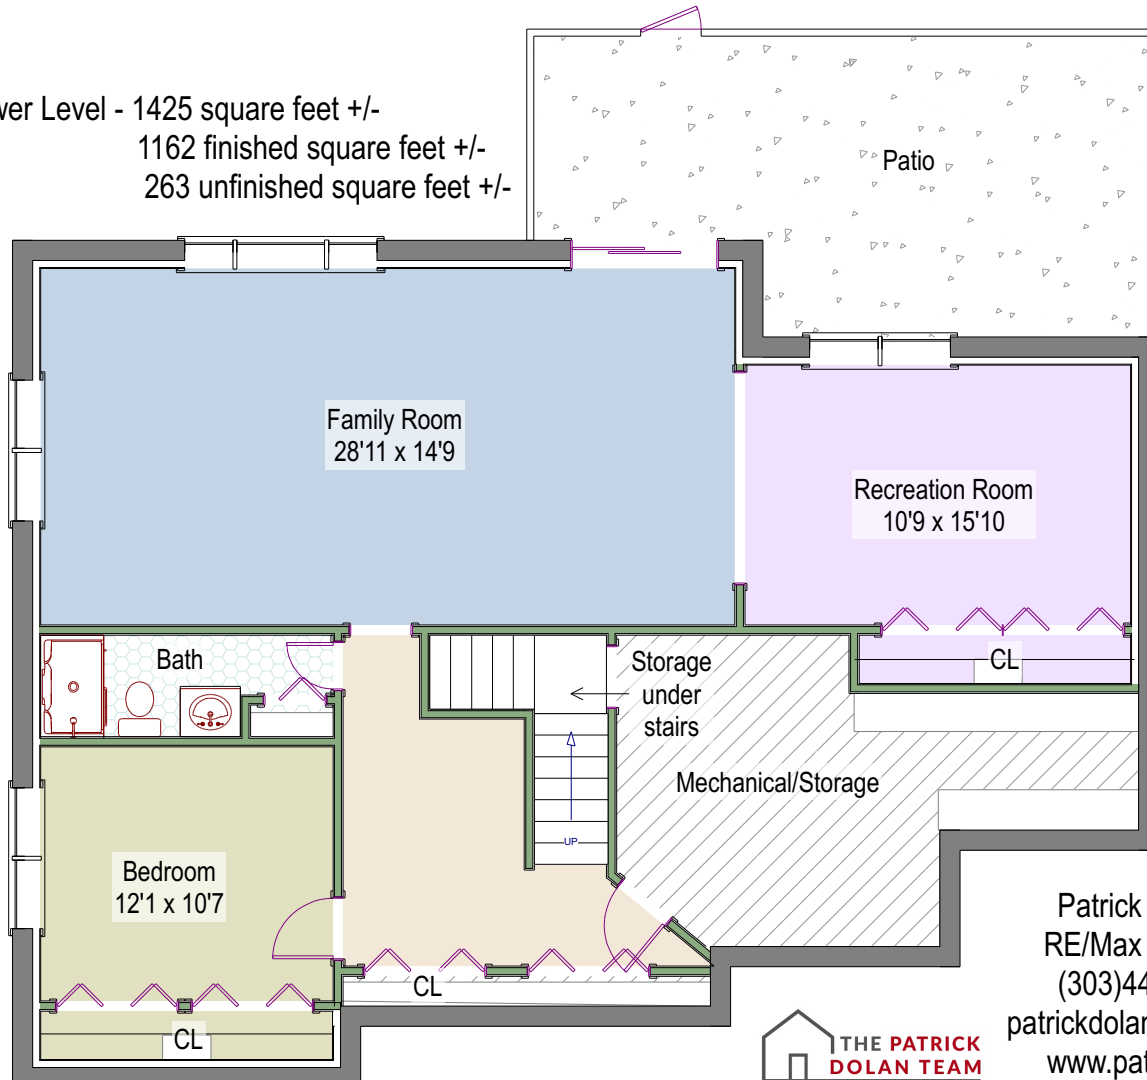 wer Level - 1425 square feet +/-
1162 finished square feet +/-
263 unfinished square feet +/-
Patio
Family Room
28'11 x 14'9
Recreation Room
10'9 x 15'10
Bath
Storage
under
stairs
CL
Mechanical/Storage
UP
Bedroom
12'1 x 10'7
CL
CL
Patrick
RE/Max
(303)44
patrickdolan
www.pat
THE PATRICK
DOLAN TEAM